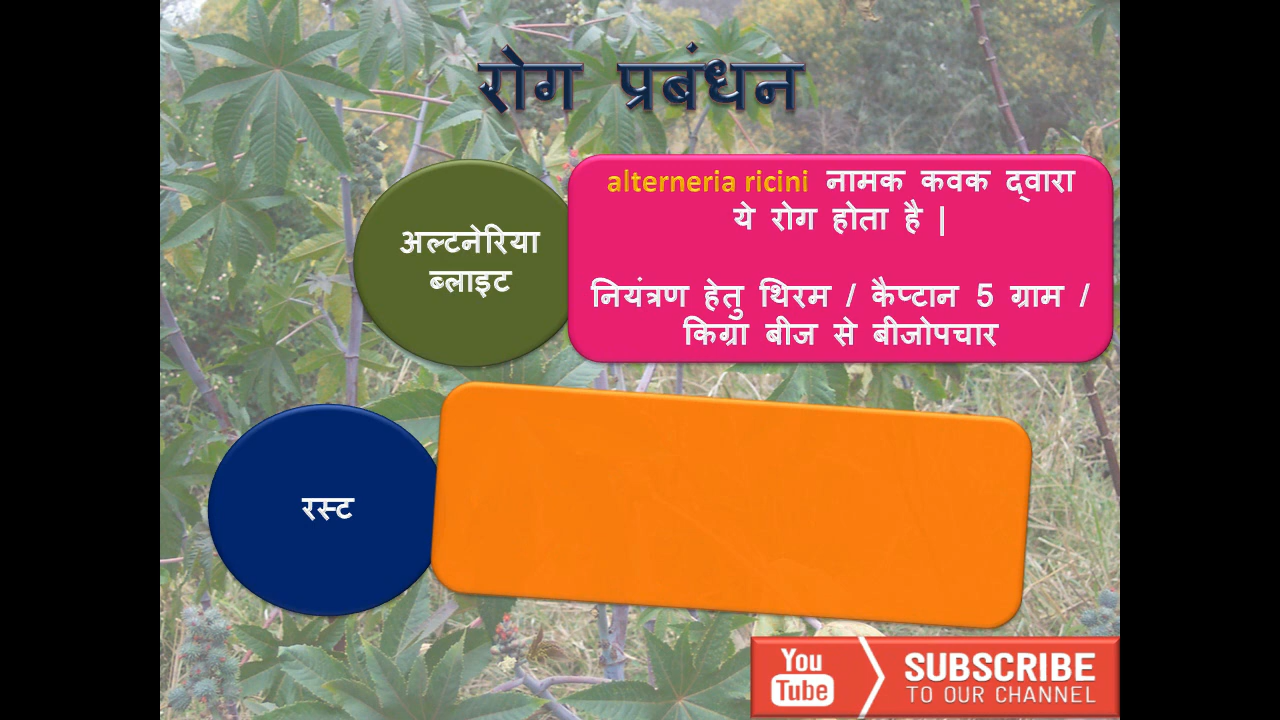 रोग प्रबंधन
अल्टनेरिया
ब्लाइट
alterneria ricini नामक कवक द्वारा
ये रोग होता है |
नियंत्रण हेतु थिरम / कैप्टान 5 ग्राम /
किग्रा बीज से बीजोपचार
रस्ट
You
Tube
SUBSCRIBE
TO OUR CHANNEL